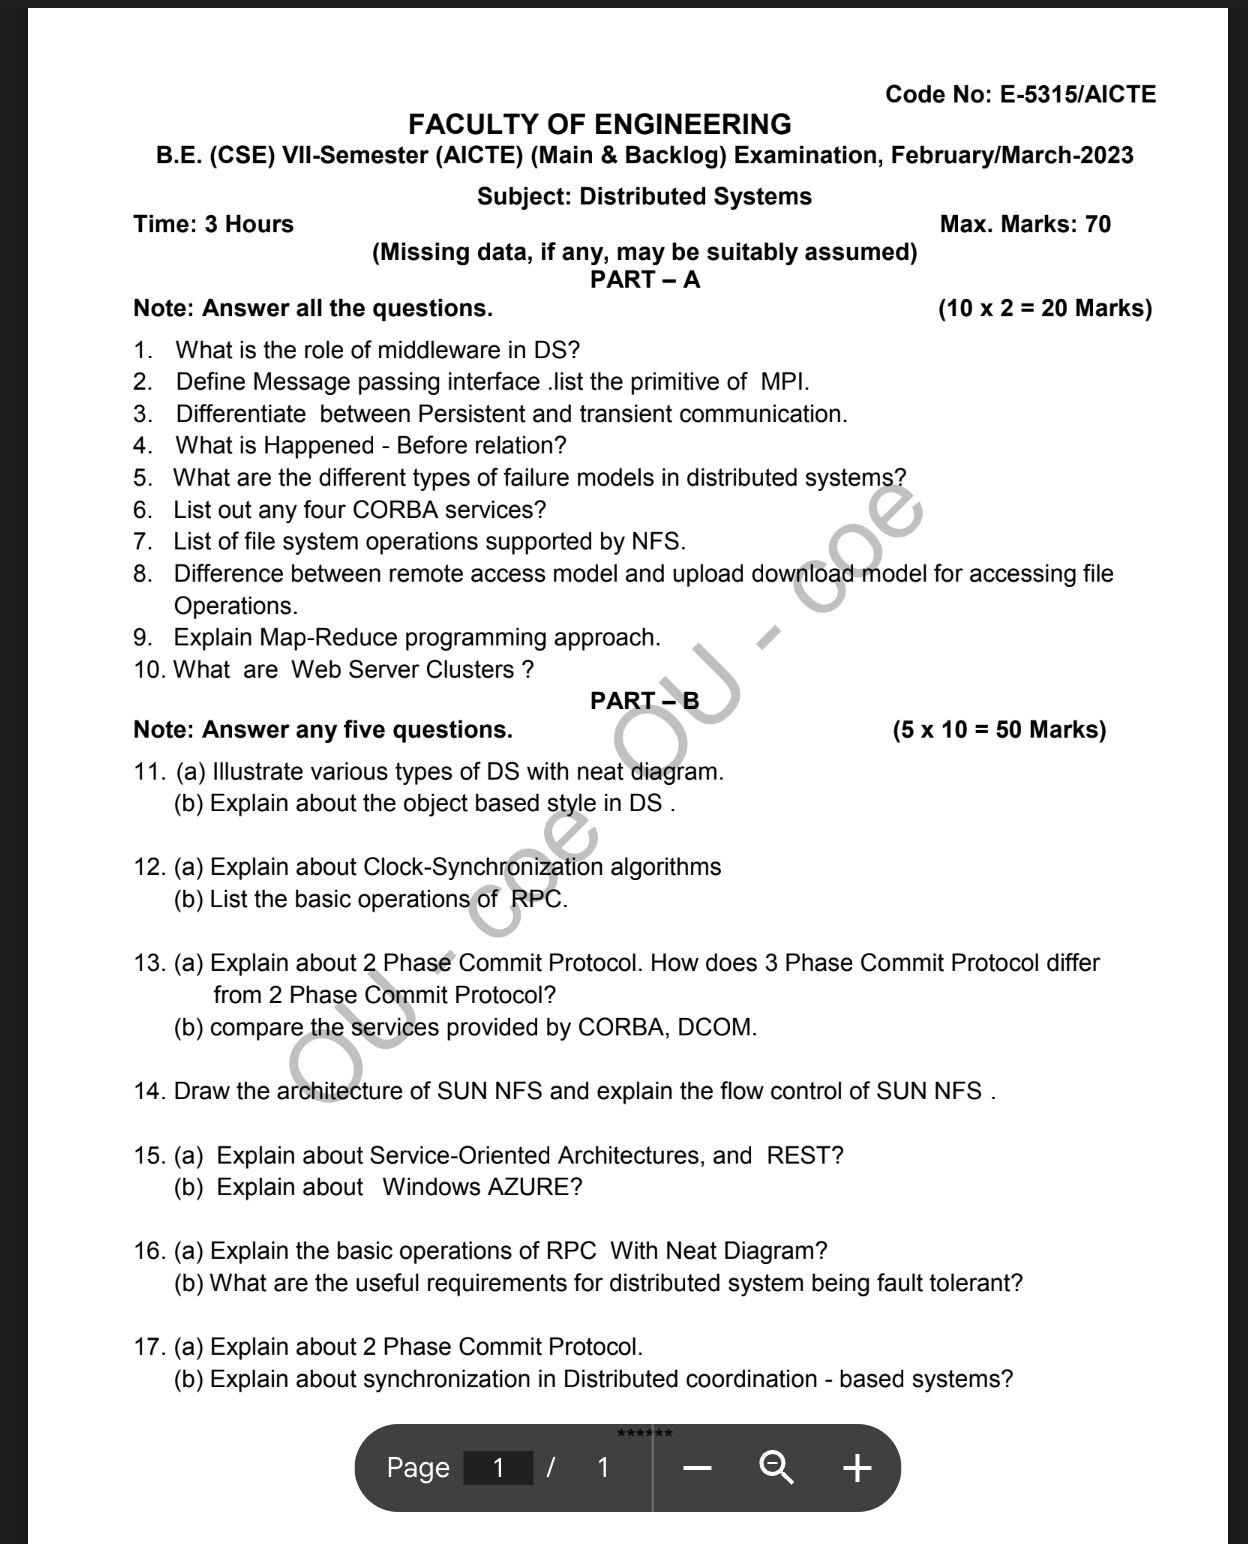 Code No: E-5315/AICTE
FACULTY OF ENGINEERING
B.E. (CSE) VII-Semester (AICTE) (Main & Backlog) Examination, February/March-2023
Subject: Distributed Systems
Time: 3 Hours Max. Marks: 70
(Missing data, if any, may be suitably assumed)
PART – A
Note: Answer all the questions. (10 x 2 = 20 Marks)
1. What is the role of middleware in DS?
2. Define Message passing interface .list the primitive of MPI.
3. Differentiate between Persistent and transient communication.
4. What is Happened - Before relation?
5. What are the different types of failure models in distributed systems?
6. List out any four CORBA services?
7. List of file system operations supported by NFS.
8. Difference between remote access model and upload download model for accessing file
Operations.
9. Explain Map-Reduce programming approach.
10. What are Web Server Clusters ?
PART – B
Note: Answer any five questions. (5 x 10 = 50 Marks)
11. (a) Illustrate various types of DS with neat diagram.
(b) Explain about the object based style in DS .
12. (a) Explain about Clock-Synchronization algorithms
(b) List the basic operations of RPC.
13. (a) Explain about 2 Phase Commit Protocol. How does 3 Phase Commit Protocol differ
from 2 Phase Commit Protocol?
(b) compare the services provided by CORBA, DCOM.
14. Draw the architecture of SUN NFS and explain the flow control of SUN NFS .
15. (a) Explain about Service-Oriented Architectures, and REST?
(b) Explain about Windows AZURE?
16. (a) Explain the basic operations of RPC With Neat Diagram?
(b) What are the useful requirements for distributed system being fault tolerant?
17. (a) Explain about 2 Phase Commit Protocol.
(b) Explain about synchronization in Distributed coordination - based systems?
******
Page 1 / 1
OU - coe OU - coe